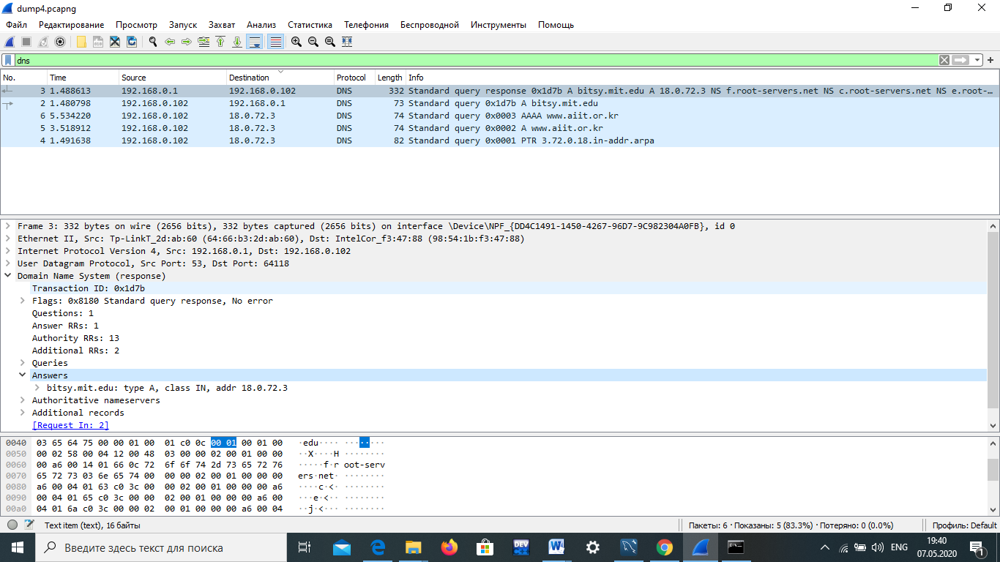 dump4.pcapng
Файл Редактирование Просмотр Запуск Захват Анализ Статистика Телефония Беспроводной Инструменты Помощь
dns
No. Time Source Destination Protocol Length Info
3 1.488613 192.168.0.1 192.168.0.102 DNS 332 Standard query response 0x1d7b A bitsy.mit.edu A 18.0.72.3 NS f.root-servers.net NS c.root-servers.net NS e.root-…
2 1.480798 192.168.0.102 192.168.0.1 DNS 73 Standard query 0x1d7b A bitsy.mit.edu
6 5.534220 192.168.0.102 18.0.72.3 DNS 74 Standard query 0x0003 AAAA www.aiit.or.kr
5 3.518912 192.168.0.102 18.0.72.3 DNS 74 Standard query 0x0002 A www.aiit.or.kr
4 1.491638 192.168.0.102 18.0.72.3 DNS 82 Standard query 0x0001 PTR 3.72.0.18.in-addr.arpa
Frame 3: 332 bytes on wire (2656 bits), 332 bytes captured (2656 bits) on interface \Device\NPF_{DD4C1491-1450-4267-96D7-9C982304A0FB}, id 0
Ethernet II, Src: Tp-LinkT_2d:ab:60 (64:66:b3:2d:ab:60), Dst: IntelCor_f3:47:88 (98:54:1b:f3:47:88)
Internet Protocol Version 4, Src: 192.168.0.1, Dst: 192.168.0.102
User Datagram Protocol, Src Port: 53, Dst Port: 64118
Domain Name System (response)
Transaction ID: 0x1d7b
Flags: 0x8180 Standard query response, No error
Questions: 1
Answer RRs: 1
Authority RRs: 13
Additional RRs: 2
Queries
Answers
bitsy.mit.edu: type A, class IN, addr 18.0.72.3
Authoritative nameservers
Additional records
[Request In: 2]
0040 03 65 64 75 00 00 01 00 01 c0 0c 00 01 00 01 00 ·edu···· ········
0050 00 02 58 00 04 12 00 48 03 00 00 02 00 01 00 00 ··X····H ········
0060 00 a6 00 14 01 66 0c 72 6f 6f 74 2d 73 65 72 76 ·····f·r oot-serv
0070 65 72 73 03 6e 65 74 00 00 00 02 00 01 00 00 00 ers·net· ········
0080 a6 00 04 01 63 c0 3c 00 00 02 00 01 00 00 00 a6 ····c·<· ········
0090 00 04 01 65 c0 3c 00 00 02 00 01 00 00 00 a6 00 ···e·<·· ········
00a0 04 01 6a c0 3c 00 00 02 00 01 00 00 00 a6 00 04 ··j·<··· ········
Text item (text), 16 байты
Пакеты: 6 · Показаны: 5 (83.3%) · Потеряно: 0 (0.0%)
Профиль: Default
Введите здесь текст для поиска
DEV
ENG
19:40
07.05.2020
1